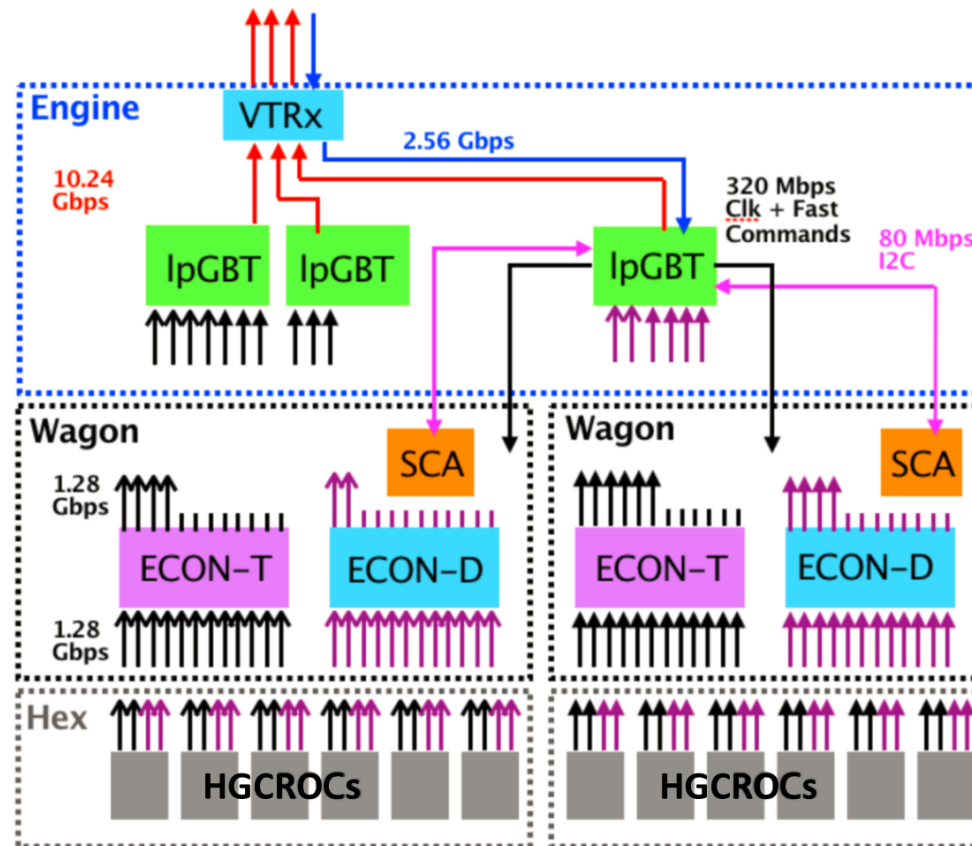 Engine
VTRx
2.56 Gbps
10.24
Gbps
320 Mbps
Clk + Fast
Commands
80 Mbps
I2C
lpGBT
lpGBT
lpGBT
Wagon
SCA
1.28
Gbps
ECON-T
ECON-D
1.28
Gbps
Wagon
SCA
ECON-T
ECON-D
Hex
HGCROCs
HGCROCs